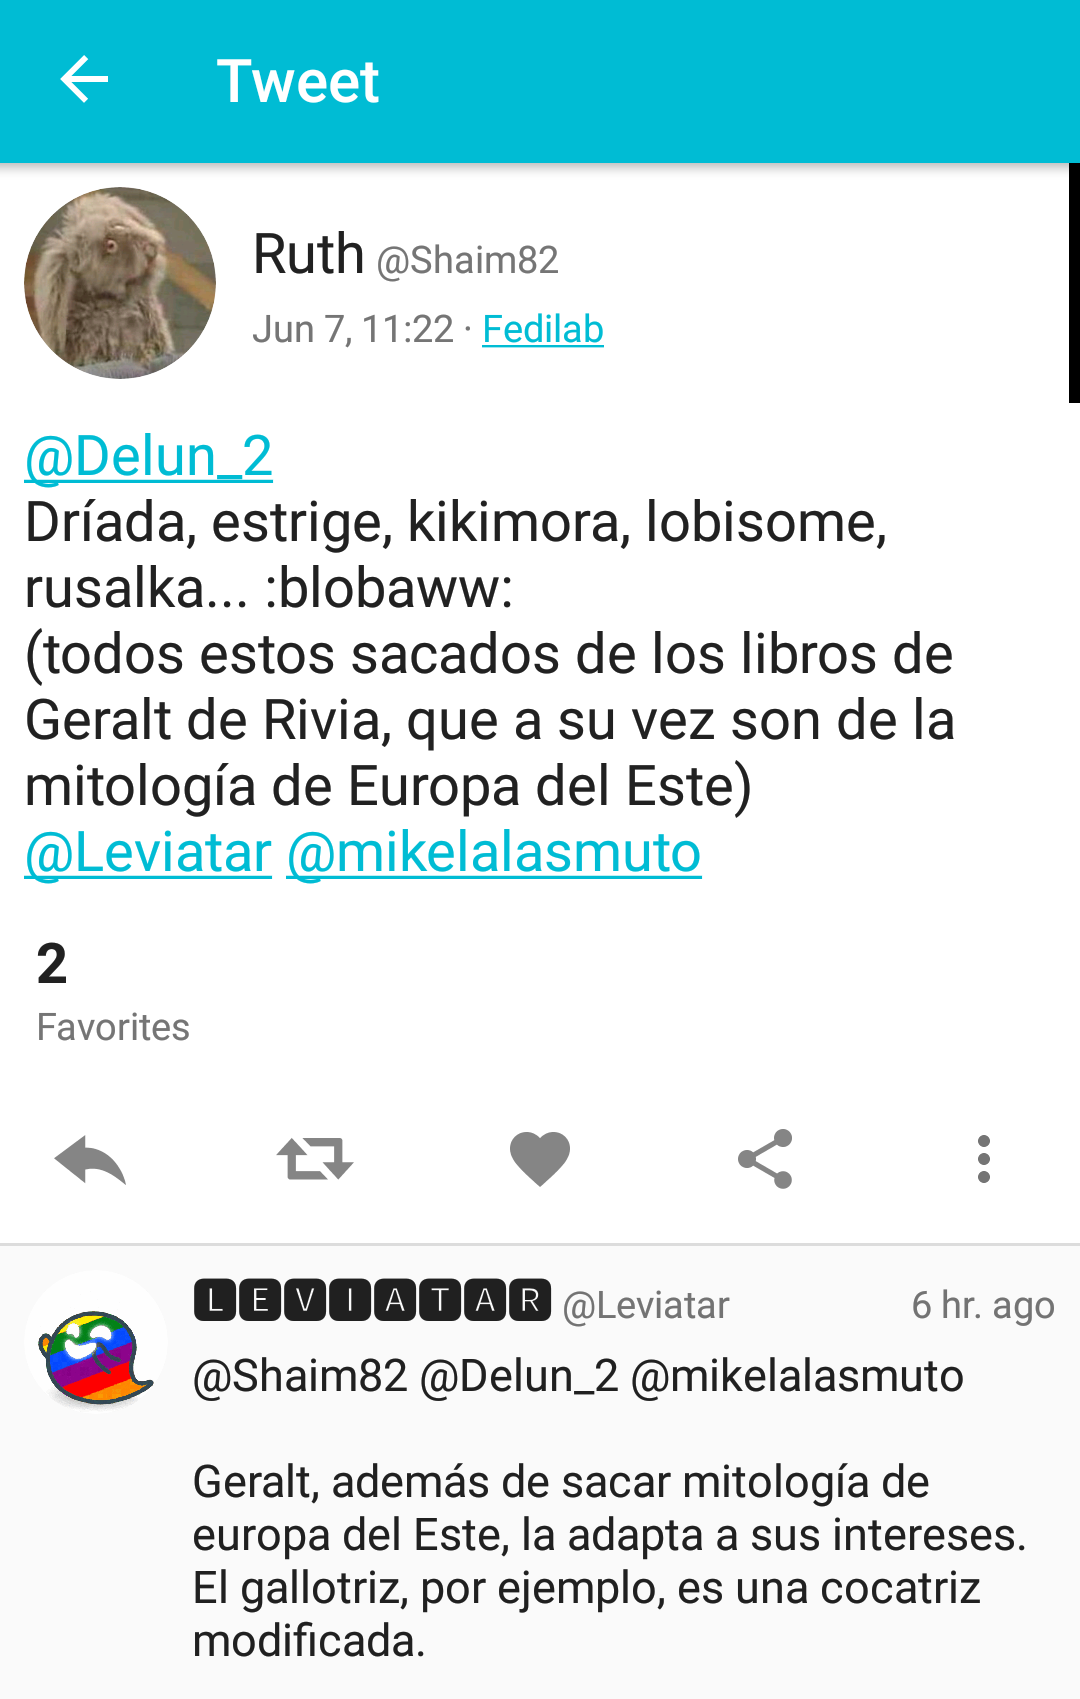 Tweet
Ruth @Shaim82
Jun 7, 11:22 · Fedilab
@Delun_2
Dríada, estrige, kikimora, lobisome,
rusalka... :blobaww:
(todos estos sacados de los libros de
Geralt de Rivia, que a su vez son de la
mitología de Europa del Este)
@Leviatar @mikelalasmuto
2
Favorites
🅻🅴🆅🅸🅰🆃🅰🆁 @Leviatar 6 hr. ago
@Shaim82 @Delun_2 @mikelalasmuto
Geralt, además de sacar mitología de
europa del Este, la adapta a sus intereses.
El gallotriz, por ejemplo, es una cocatriz
modificada.